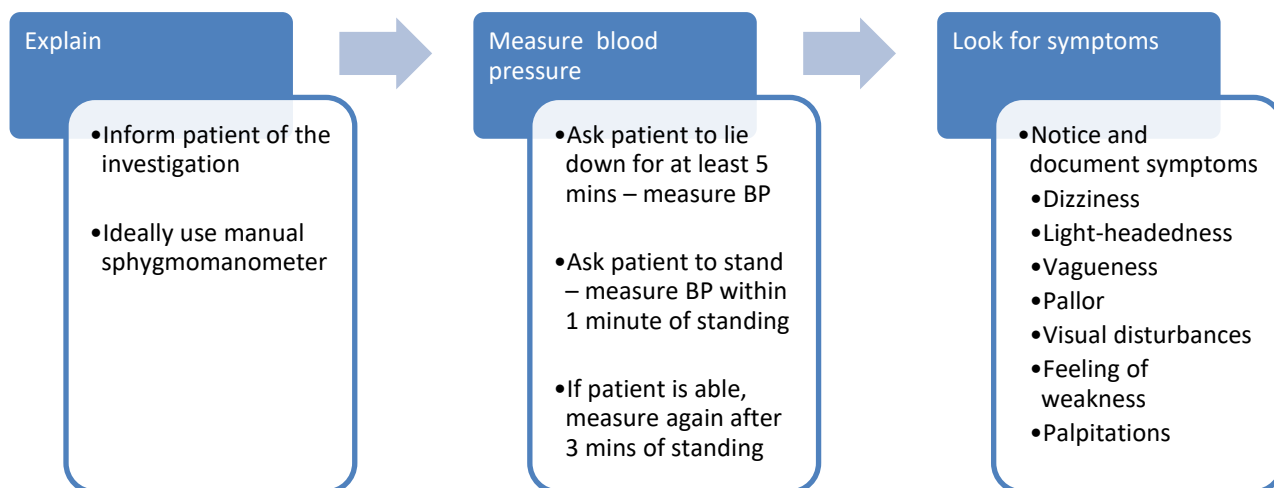 Explain
•Inform patient of the
investigation
•Ideally use manual
sphygmomanometer
Measure blood
pressure
•Ask patient to lie
down for at least 5
mins – measure BP
•Ask patient to stand
– measure BP within
1 minute of standing
•If patient is able,
measure again after
3 mins of standing
Look for symptoms
•Notice and
document symptoms
•Dizziness
•Light-headedness
•Vagueness
•Pallor
•Visual disturbances
•Feeling of
weakness
•Palpitations